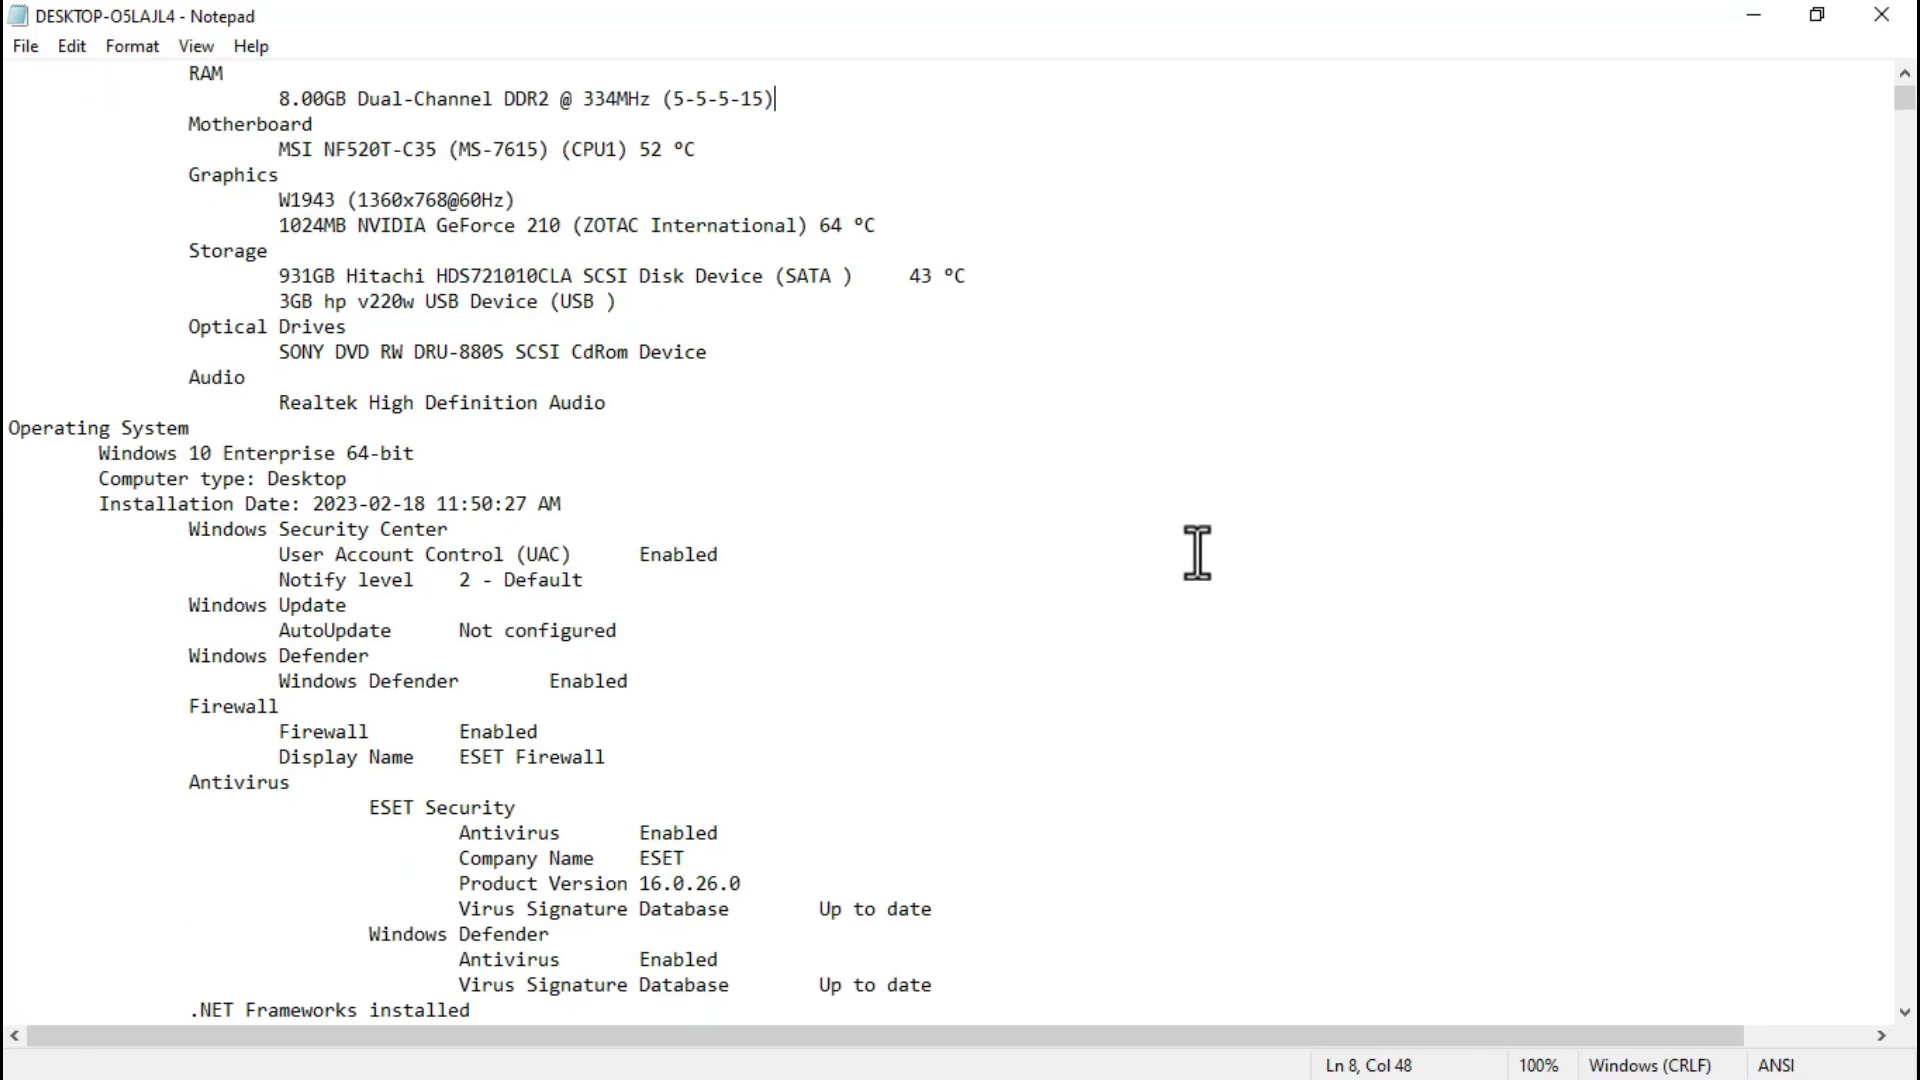 DESKTOP-O5LAJL4 - Notepad
File Edit Format View Help
RAM
8.00GB Dual-Channel DDR2 @ 334MHz (5-5-5-15)
Motherboard
MSI NF520T-C35 (MS-7615) (CPU1) 52 °C
Graphics
W1943 (1360x768@60Hz)
1024MB NVIDIA GeForce 210 (ZOTAC International) 64 °C
Storage
931GB Hitachi HDS721010CLA SCSI Disk Device (SATA ) 43 °C
3GB hp v220w USB Device (USB )
Optical Drives
SONY DVD RW DRU-880S SCSI CdRom Device
Audio
Realtek High Definition Audio
Operating System
Windows 10 Enterprise 64-bit
Computer type: Desktop
Installation Date: 2023-02-18 11:50:27 AM
Windows Security Center
User Account Control (UAC) Enabled
Notify level 2 - Default
Windows Update
AutoUpdate Not configured
Windows Defender
Windows Defender Enabled
Firewall
Firewall Enabled
Display Name ESET Firewall
Antivirus
ESET Security
Antivirus Enabled
Company Name ESET
Product Version 16.0.26.0
Virus Signature Database Up to date
Windows Defender
Antivirus Enabled
Virus Signature Database Up to date
.NET Frameworks installed
Ln 8, Col 48 100% Windows (CRLF) ANSI